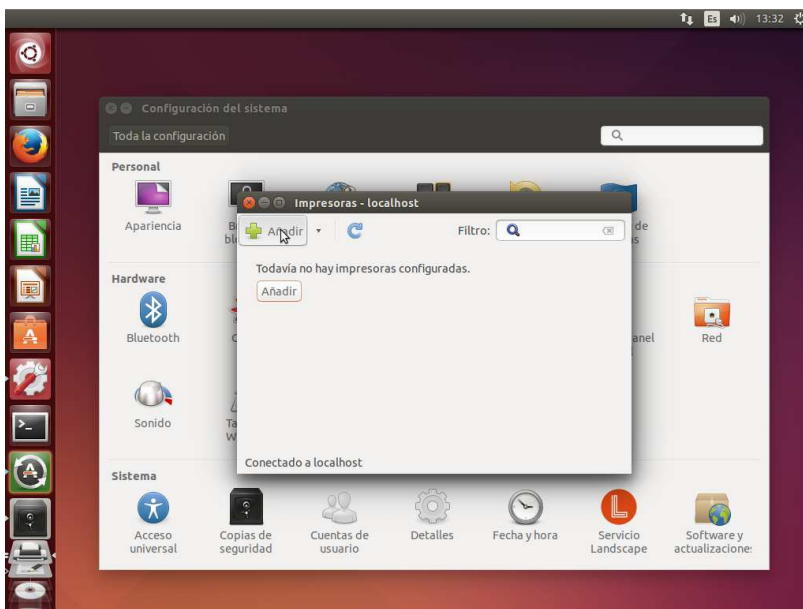 Es 13:32
Configuración del sistema
Toda la configuración
Personal
Apariencia
de
Impresoras - localhost
Añadir Filtro:
Todavía no hay impresoras configuradas.
Añadir
Conectado a localhost
Hardware
Bluetooth
Red
Sonido
Sistema
Acceso universal
Copias de seguridad
Cuentas de usuario
Detalles
Fecha y hora
Servicio Landscape
Software y